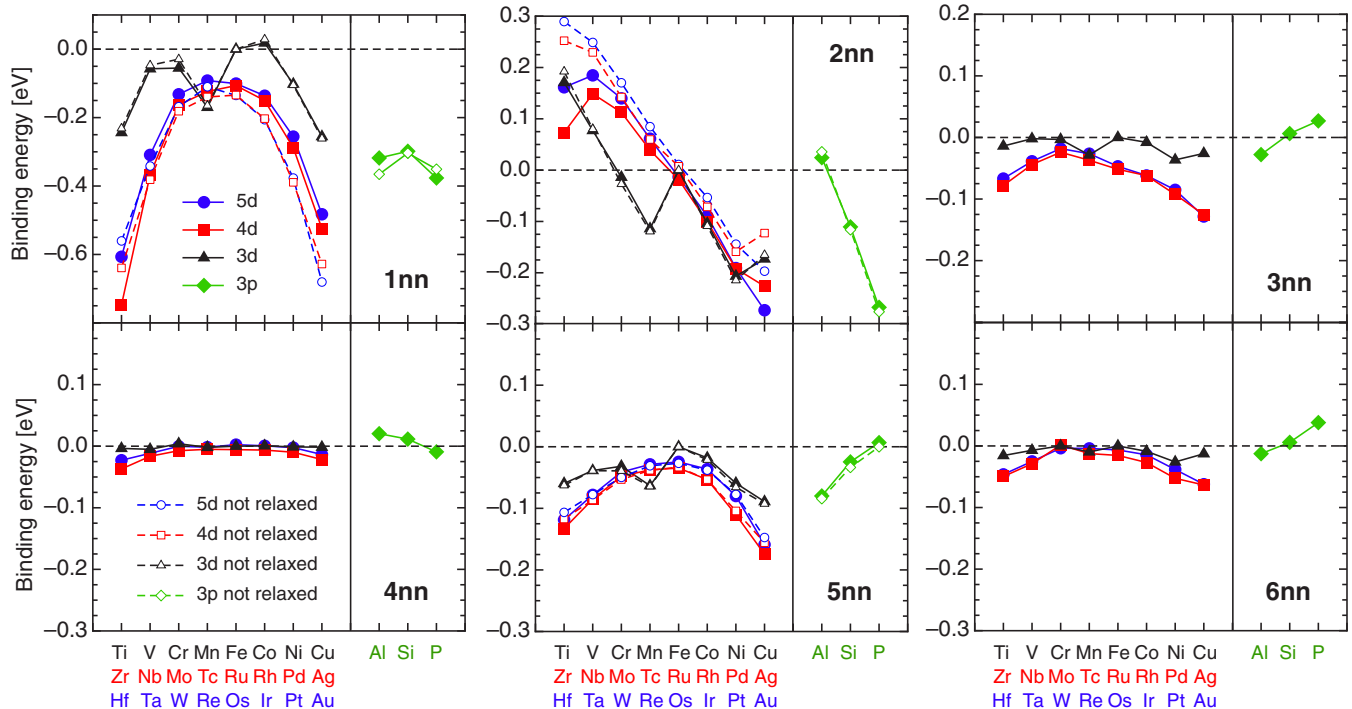 0.0
−0.2
−0.4
−0.6
Binding energy [eV]
5d
4d
3d
3p
1nn
0.3
0.2
0.1
0.0
−0.1
−0.2
−0.3
Binding energy [eV]
2nn
0.2
0.1
0.0
−0.1
−0.2
Binding energy [eV]
3nn
0.1
0.0
−0.1
−0.2
−0.3
Binding energy [eV]
5d not relaxed
4d not relaxed
3d not relaxed
3p not relaxed
4nn
0.1
0.0
−0.1
−0.2
−0.3
5nn
0.1
0.0
−0.1
−0.2
−0.3
6nn
Ti V Cr Mn Fe Co Ni Cu Al Si P
Zr Nb Mo Tc Ru Rh Pd Ag
Hf Ta W Re Os Ir Pt Au
Ti V Cr Mn Fe Co Ni Cu Al Si P
Zr Nb Mo Tc Ru Rh Pd Ag
Hf Ta W Re Os Ir Pt Au
Ti V Cr Mn Fe Co Ni Cu Al Si P
Zr Nb Mo Tc Ru Rh Pd Ag
Hf Ta W Re Os Ir Pt Au